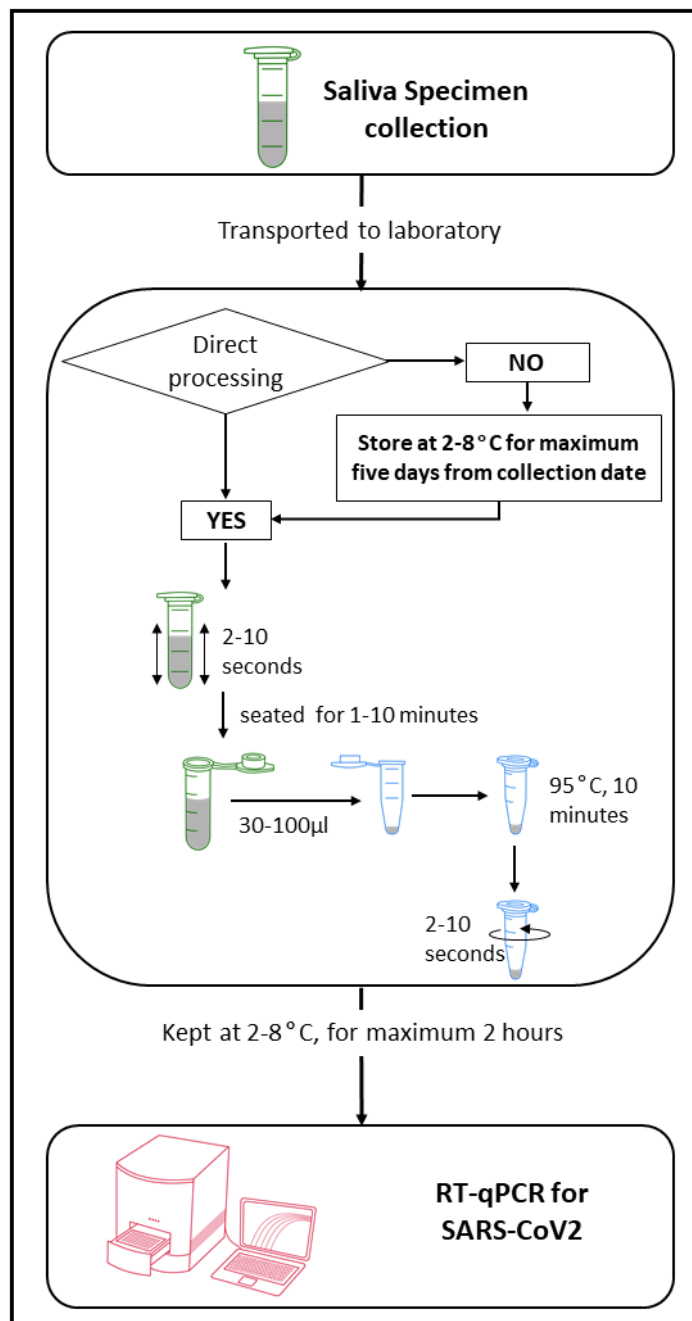 Saliva Specimen
collection
Transported to laboratory
Direct
processing
NO
Store at 2-8°C for maximum
five days from collection date
YES
2-10
seconds
seated for 1-10 minutes
30-100µl
95°C, 10
minutes
2-10
seconds
Kept at 2-8°C, for maximum 2 hours
RT-qPCR for
SARS-CoV2